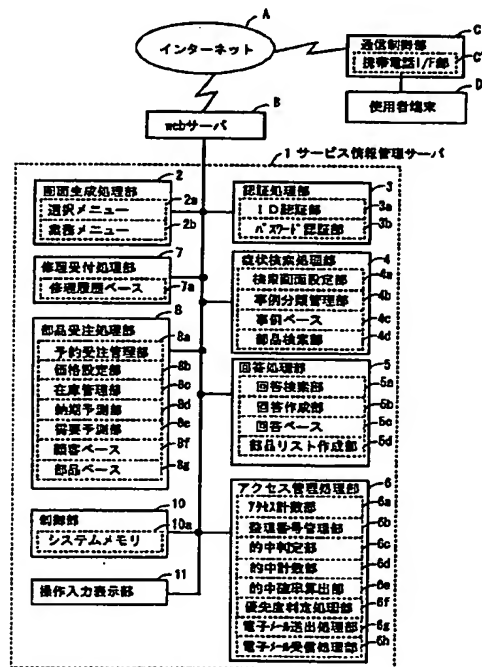 A
インターネット
通信制御部
C
携帯電話I/F部
C'
使用者端末
D
webサーバ
B
1 サービス情報管理サーバ
画面生成処理部
2
選択メニュー
2a
業務メニュー
2b
認証処理部
3
ID認証部
3a
パスワード認証部
3b
修理受付処理部
7
修理履歴ベース
7a
症状検索処理部
4
検索画面設定部
4a
事例分類管理部
4b
事例ベース
4c
部品検索部
4d
部品受注処理部
8
予約受注管理部
8a
価格設定部
8b
在庫管理部
8c
納期予測部
8d
需要予測部
8e
顧客ベース
8f
部品ベース
8g
回答処理部
5
回答検索部
5a
回答作成部
5b
回答ベース
5c
部品リスト作成部
5d
制御部
10
システムメモリ
10a
操作入力表示部
11
アクセス管理処理部
6
アクセス計数部
6a
整理番号管理部
6b
的中判定部
6c
的中計数部
6d
的中確率算出部
6e
優先度判定処理部
6f
電子メール送出処理部
6g
電子メール受信処理部
6h